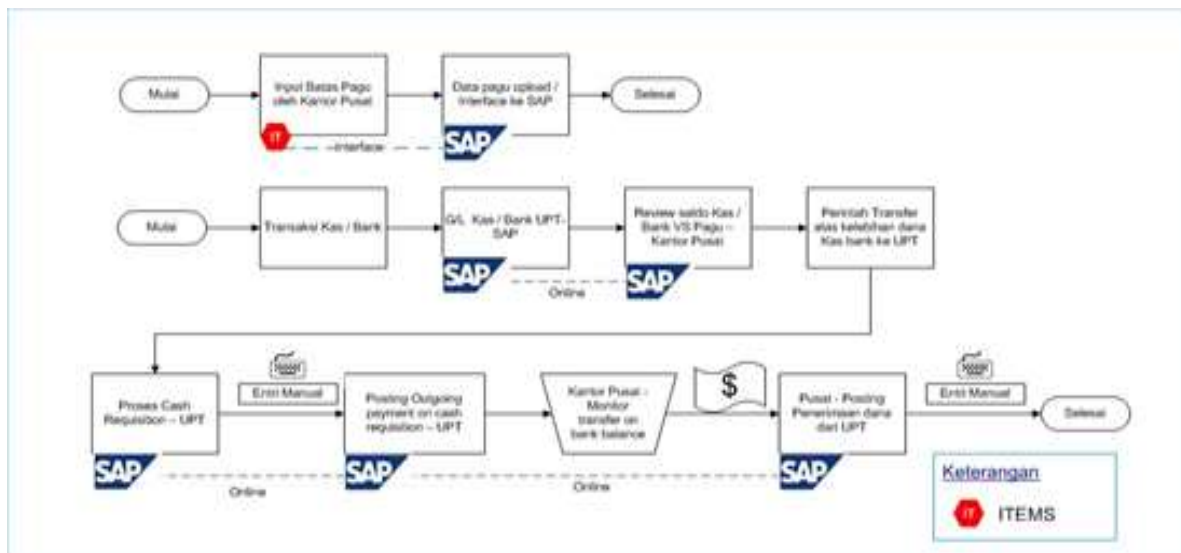 Mulai
Input Batas Pagu
oleh Kantor Pusat
Data pagu upload /
Interface ke SAP
Selesai
IT
--Interface
SAP
Mulai
Transaksi Kas / Bank
G/L Kas / Bank UPT-
SAP
Review saldo Kas /
Bank VS Pagu –
Kantor Pusat
Perintah Transfer
atas kelebihan dana
Kas bank ke UPT
SAP
Online
SAP
Proses Cash
Requisition – UPT
Entri Manual
Posting Outgoing
payment on cash
requisition – UPT
Kantor Pusat -
Monitor
transfer on
bank balance
$
Pusat - Posting
Penerimaan dana
dari UPT
Entri Manual
Selesai
SAP
Online
SAP
Online
SAP
Keterangan
IT ITEMS